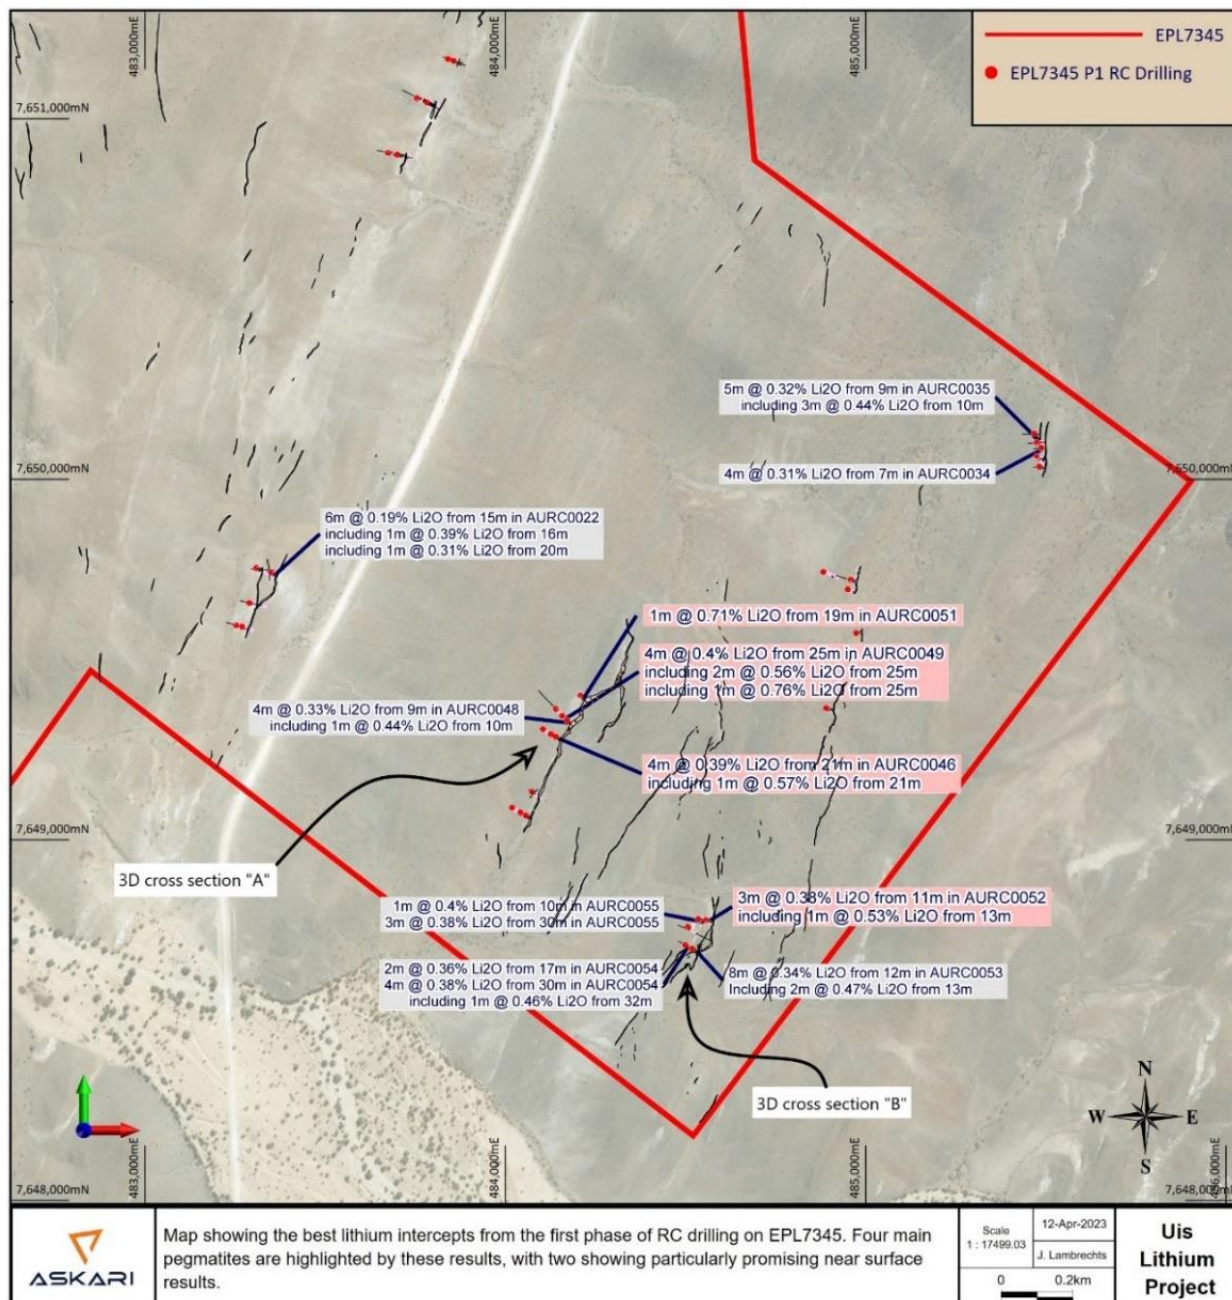 483,000mE
484,000mE
485,000mE
EPL7345
EPL7345 P1 RC Drilling
7,651,000mN
5m @ 0.32% Li2O from 9m in AURC0035
including 3m @ 0.44% Li2O from 10m
7,650,000mN
4m @ 0.31% Li2O from 7m in AURC0034
7,650,000mN
6m @ 0.19% Li2O from 15m in AURC0022
including 1m @ 0.39% Li2O from 16m
including 1m @ 0.31% Li2O from 20m
1m @ 0.71% Li2O from 19m in AURC0051
4m @ 0.4% Li2O from 25m in AURC0049
including 2m @ 0.56% Li2O from 25m
including 1m @ 0.76% Li2O from 25m
4m @ 0.33% Li2O from 9m in AURC0048
including 1m @ 0.44% Li2O from 10m
4m @ 0.39% Li2O from 21m in AURC0046
including 1m @ 0.57% Li2O from 21m
7,649,000mN
7,649,000mN
3D cross section "A"
1m @ 0.4% Li2O from 10m in AURC0055
3m @ 0.38% Li2O from 30m in AURC0055
3m @ 0.38% Li2O from 11m in AURC0052
including 1m @ 0.53% Li2O from 13m
2m @ 0.36% Li2O from 17m in AURC0054
4m @ 0.38% Li2O from 30m in AURC0054
including 1m @ 0.46% Li2O from 32m
8m @ 0.34% Li2O from 12m in AURC0053
Including 2m @ 0.47% Li2O from 13m
3D cross section "B"
N
W
E
S
483,000mE
484,000mE
485,000mE
486,000mE
7,648,000mN
7,648,000mN
ASKARI
Map showing the best lithium intercepts from the first phase of RC drilling on EPL7345. Four main
pegmatites are highlighted by these results, with two showing particularly promising near surface
results.
Scale
1 : 17499.03
12-Apr-2023
J. Lambrechts
0 0.2km
Uis
Lithium
Project